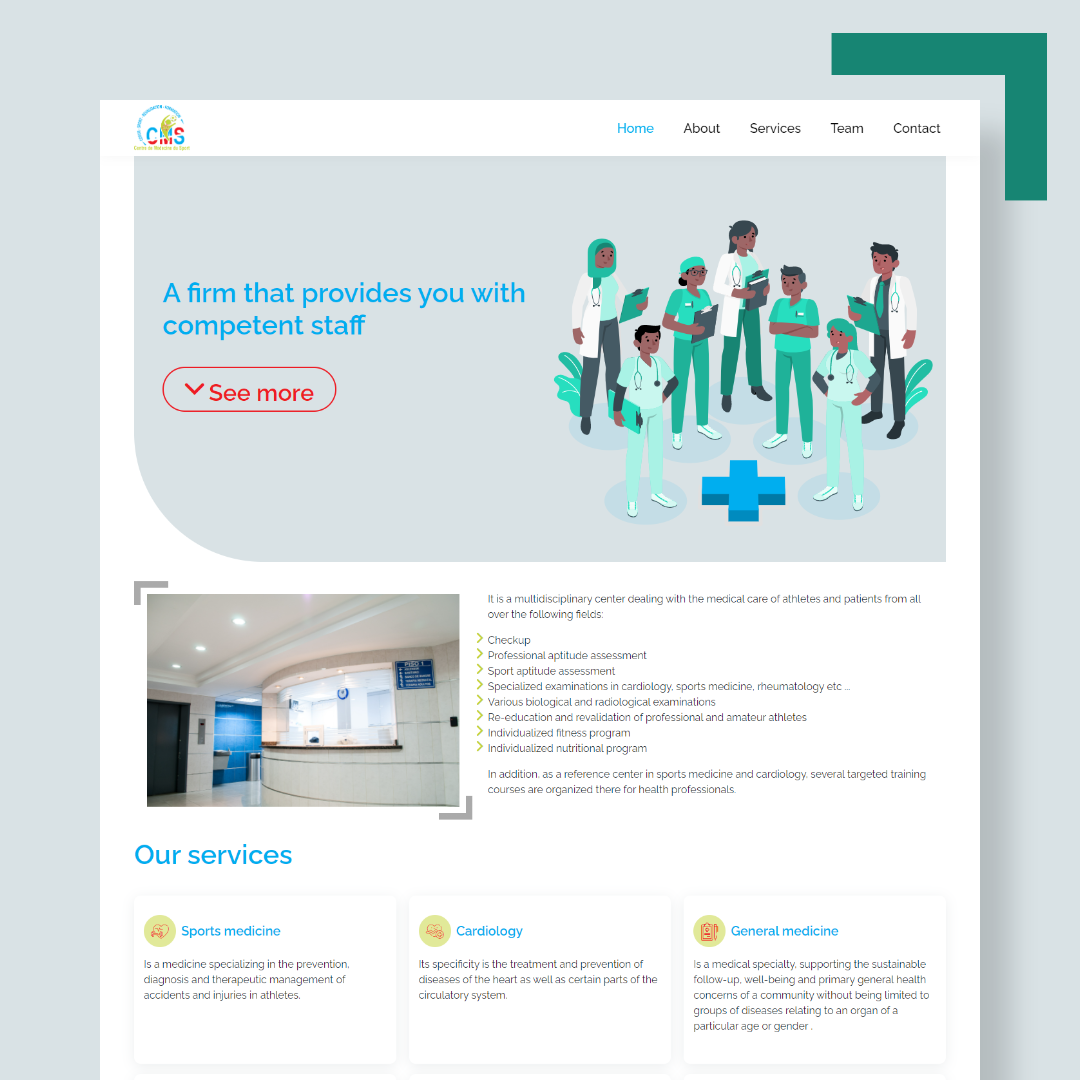 CMS
Centre de Médecine du Sport
Home
About
Services
Team
Contact
A firm that provides you with
competent staff
See more
It is a multidisciplinary center dealing with the medical care of athletes and patients from all
over the following fields:
Checkup
Professional aptitude assessment
Sport aptitude assessment
Specialized examinations in cardiology, sports medicine, rheumatology etc ...
Various biological and radiological examinations
Re-education and revalidation of professional and amateur athletes
Individualized fitness program
Individualized nutritional program
In addition, as a reference center in sports medicine and cardiology, several targeted training
courses are organized there for health professionals.
PISO 1
Our services
Sports medicine
Is a medicine specializing in the prevention,
diagnosis and therapeutic management of
accidents and injuries in athletes.
Cardiology
Its specificity is the treatment and prevention of
diseases of the heart as well as certain parts of the
circulatory system.
General medicine
Is a medical specialty, supporting the sustainable
follow-up, well-being and primary general health
concerns of a community without being limited to
groups of diseases relating to an organ of a
particular age or gender .